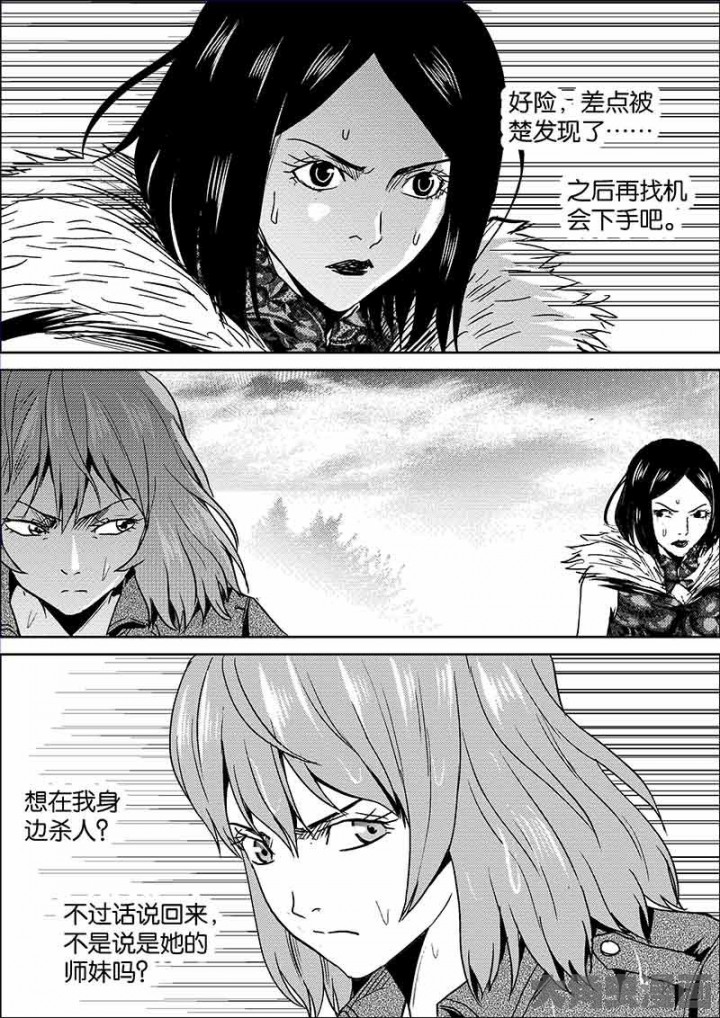 好险，差点被
楚发现了……
之后再找机
会下手吧。
想在我身
边杀人？
不过话说回来，
不是说是她的
师妹吗？